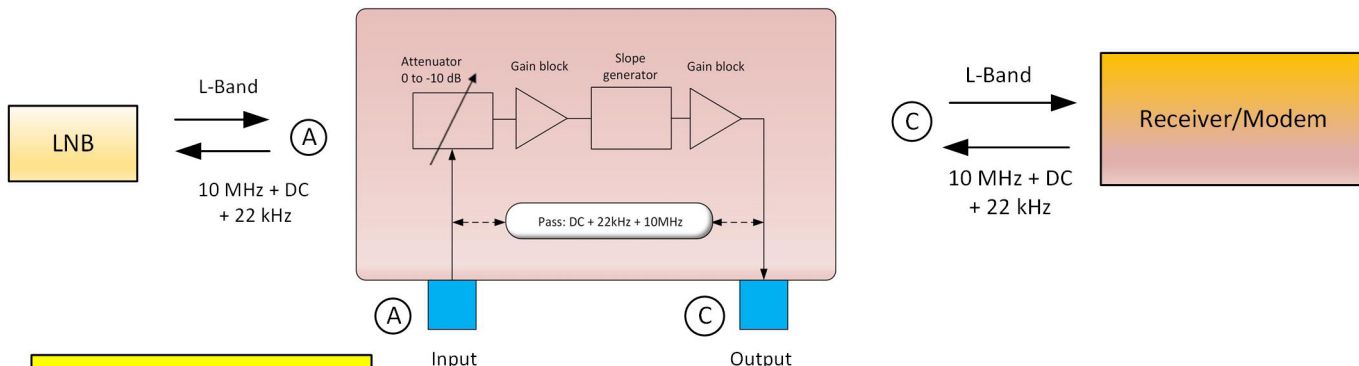 LNB
L-Band
A
10 MHz + DC
+ 22 kHz
Attenuator
0 to -10 dB
Gain block
Slope
generator
Gain block
Pass: DC + 22kHz + 10MHz
A
Input
C
Output
L-Band
C
10 MHz + DC
+ 22 kHz
Receiver/Modem